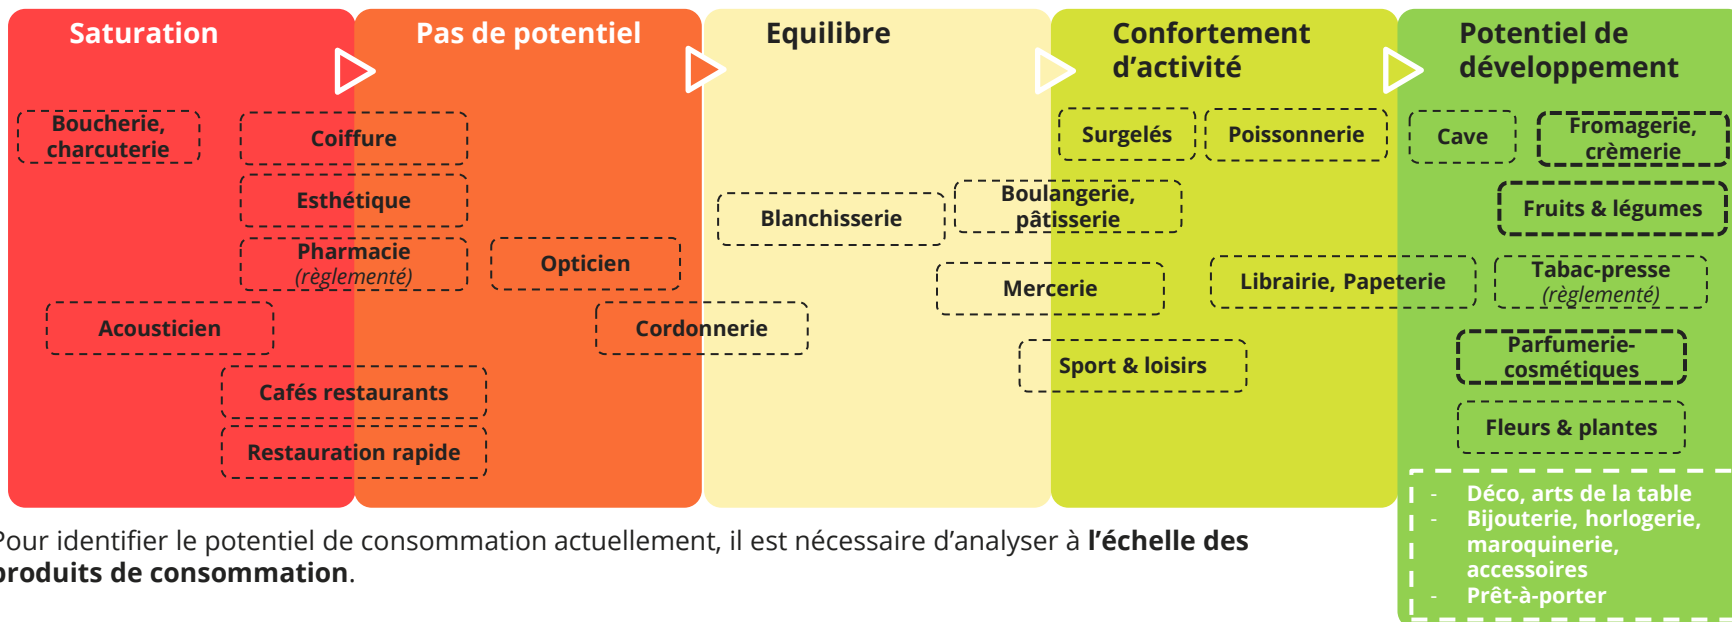 Saturation
Pas de potentiel
Equilibre
Confortement
d’activité
Potentiel de
développement
Boucherie,
charcuterie
Coiffure
Esthétique
Pharmacie
(règlementé)
Acousticien
Cafés restaurants
Restauration rapide
Opticien
Cordonnerie
Blanchisserie
Boulangerie,
pâtisserie
Mercerie
Sport & loisirs
Surgelés
Poissonnerie
Librairie, Papeterie
Cave
Fromagerie,
crèmerie
Fruits & légumes
Tabac-presse
(règlementé)
Parfumerie-
cosmétiques
Fleurs & plantes
- Déco, arts de la table
- Bijouterie, horlogerie,
maroquinerie,
accessoires
- Prêt-à-porter
Pour identifier le potentiel de consommation actuellement, il est nécessaire d’analyser à l’échelle des
produits de consommation.